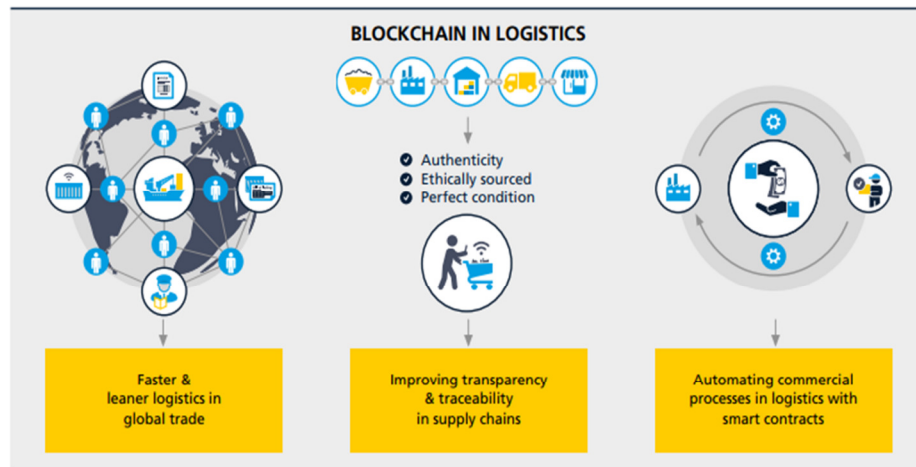 BLOCKCHAIN IN LOGISTICS
Authenticity
Ethically sourced
Perfect condition
Faster &
leaner logistics in
global trade
Improving transparency
& traceability
in supply chains
Automating commercial
processes in logistics with
smart contracts